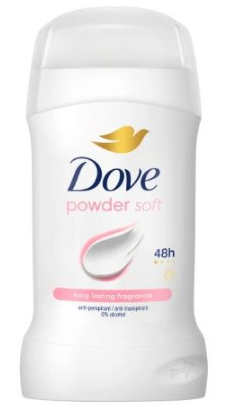 Dove
powder soft
48h
long lasting fragrance
anti-perspirant / anti-transpirant
0% alcohol